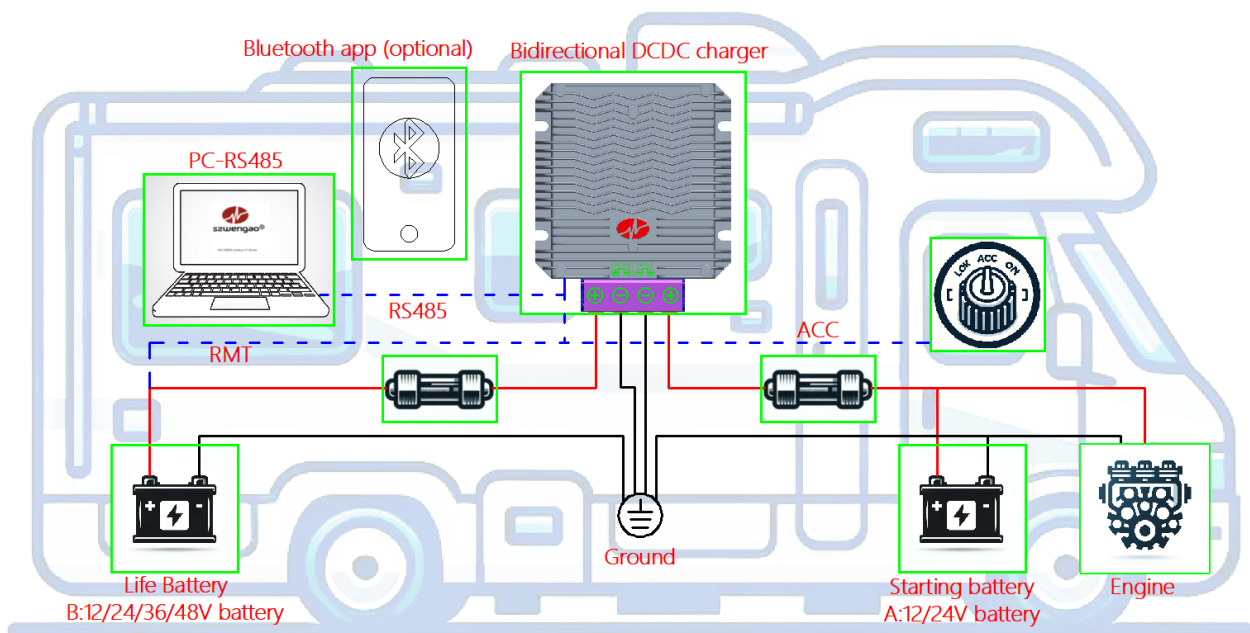 Bluetooth app (optional)
Bidirectional DCDC charger
PC-RS485
szwengao®
LOK ACC ON
RS485
ACC
RMT
Ground
Life Battery
B:12/24/36/48V battery
Starting battery
A:12/24V battery
Engine